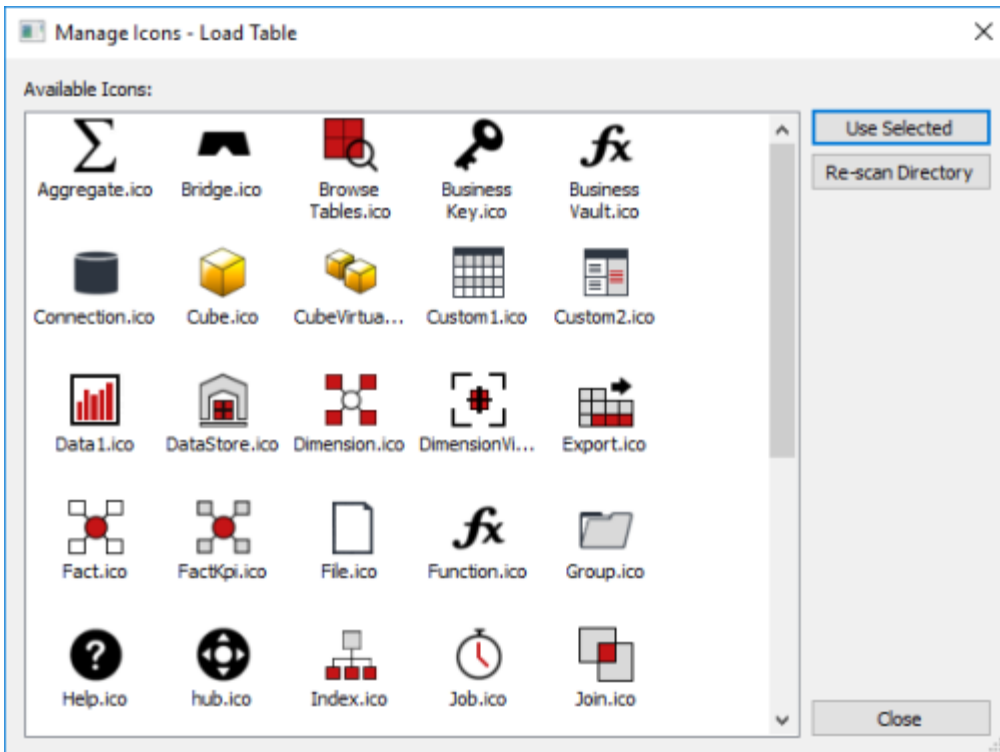 Manage Icons - Load Table
Available Icons:
Use Selected
Re-scan Directory
Aggregate.ico
Bridge.ico
Browse
Tables.ico
Business
Key.ico
fx
Business
Vault.ico
Connection.ico
Cube.ico
CubeVirtua...
Custom1.ico
Custom2.ico
Data1.ico
DataStore.ico
Dimension.ico
DimensionVi...
Export.ico
Fact.ico
FactKpi.ico
File.ico
fx
Function.ico
Group.ico
Help.ico
hub.ico
Index.ico
Job.ico
Join.ico
Close